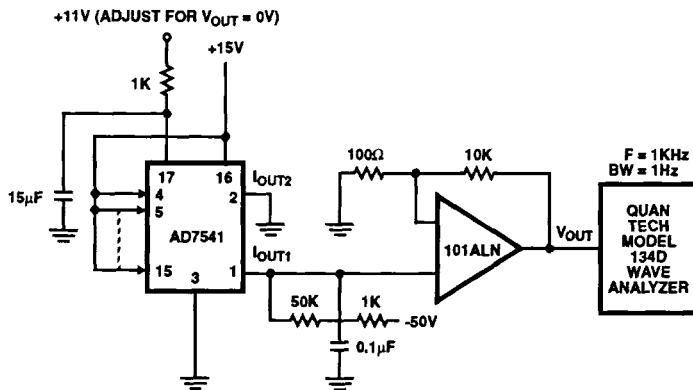 +11V (ADJUST FOR VOUT = 0V)
+15V
1K
15µF
17
16
4
5
15
AD7541
2
1
3
IOUT2
IOUT1
50K
1K
-50V
0.1µF
100Ω
10K
101ALN
VOUT
F = 1KHz
BW = 1Hz
QUAN
TECH
MODEL
134D
WAVE
ANALYZER